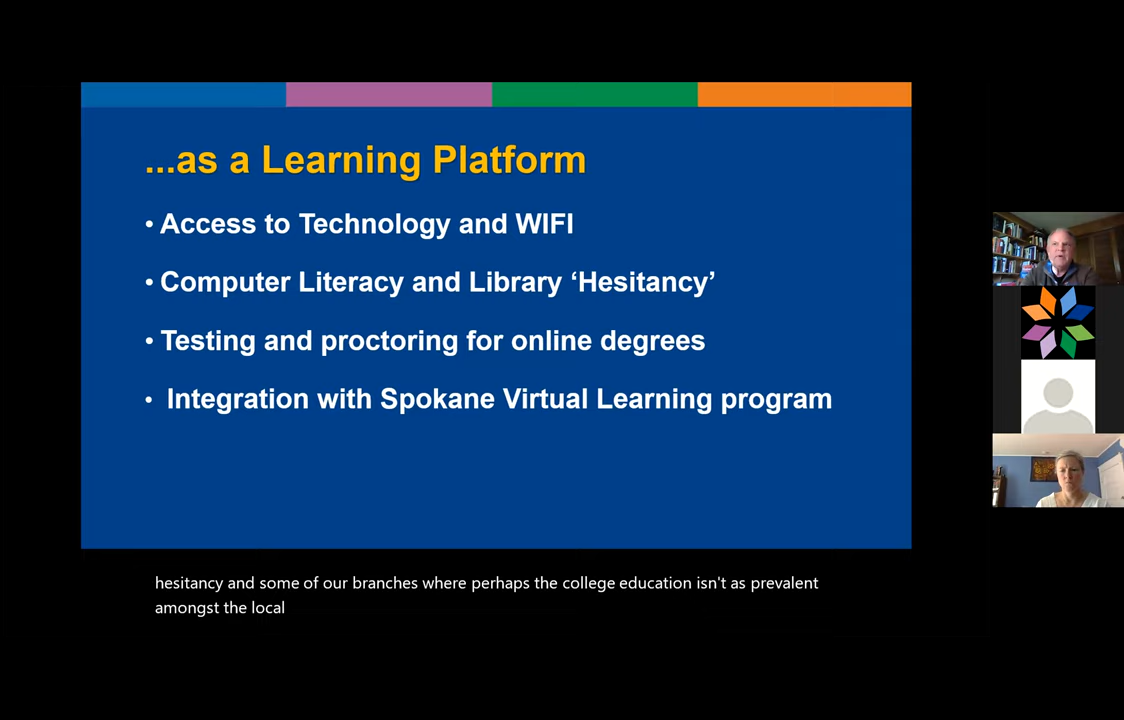 ...as a Learning Platform
• Access to Technology and WIFI
• Computer Literacy and Library ‘Hesitancy’
• Testing and proctoring for online degrees
• Integration with Spokane Virtual Learning program
hesitancy and some of our branches where perhaps the college education isn't as prevalent
amongst the local